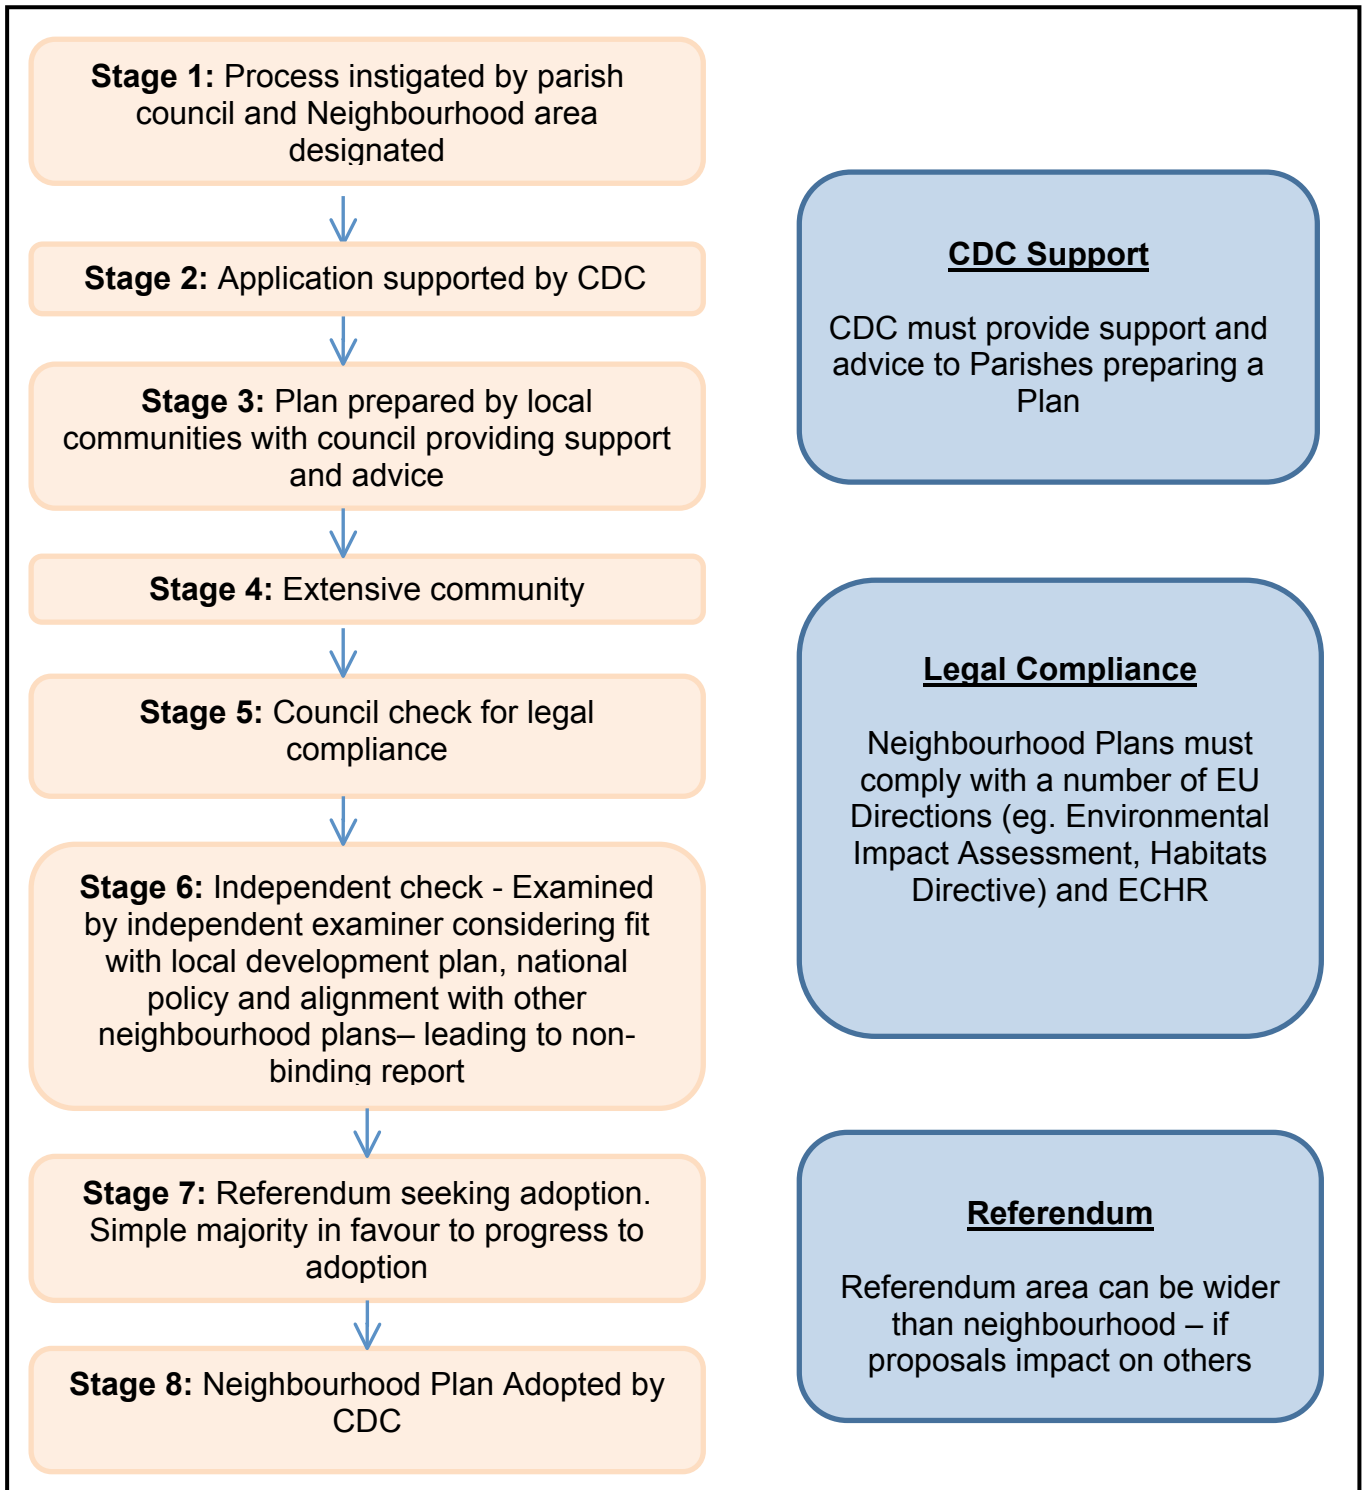 Stage 1: Process instigated by parish
council and Neighbourhood area
designated
Stage 2: Application supported by CDC
Stage 3: Plan prepared by local
communities with council providing support
and advice
Stage 4: Extensive community
Stage 5: Council check for legal
compliance
Stage 6: Independent check - Examined
by independent examiner considering fit
with local development plan, national
policy and alignment with other
neighbourhood plans– leading to non-
binding report
Stage 7: Referendum seeking adoption.
Simple majority in favour to progress to
adoption
Stage 8: Neighbourhood Plan Adopted by
CDC
CDC Support
CDC must provide support and
advice to Parishes preparing a
Plan
Legal Compliance
Neighbourhood Plans must
comply with a number of EU
Directions (eg. Environmental
Impact Assessment, Habitats
Directive) and ECHR
Referendum
Referendum area can be wider
than neighbourhood – if
proposals impact on others